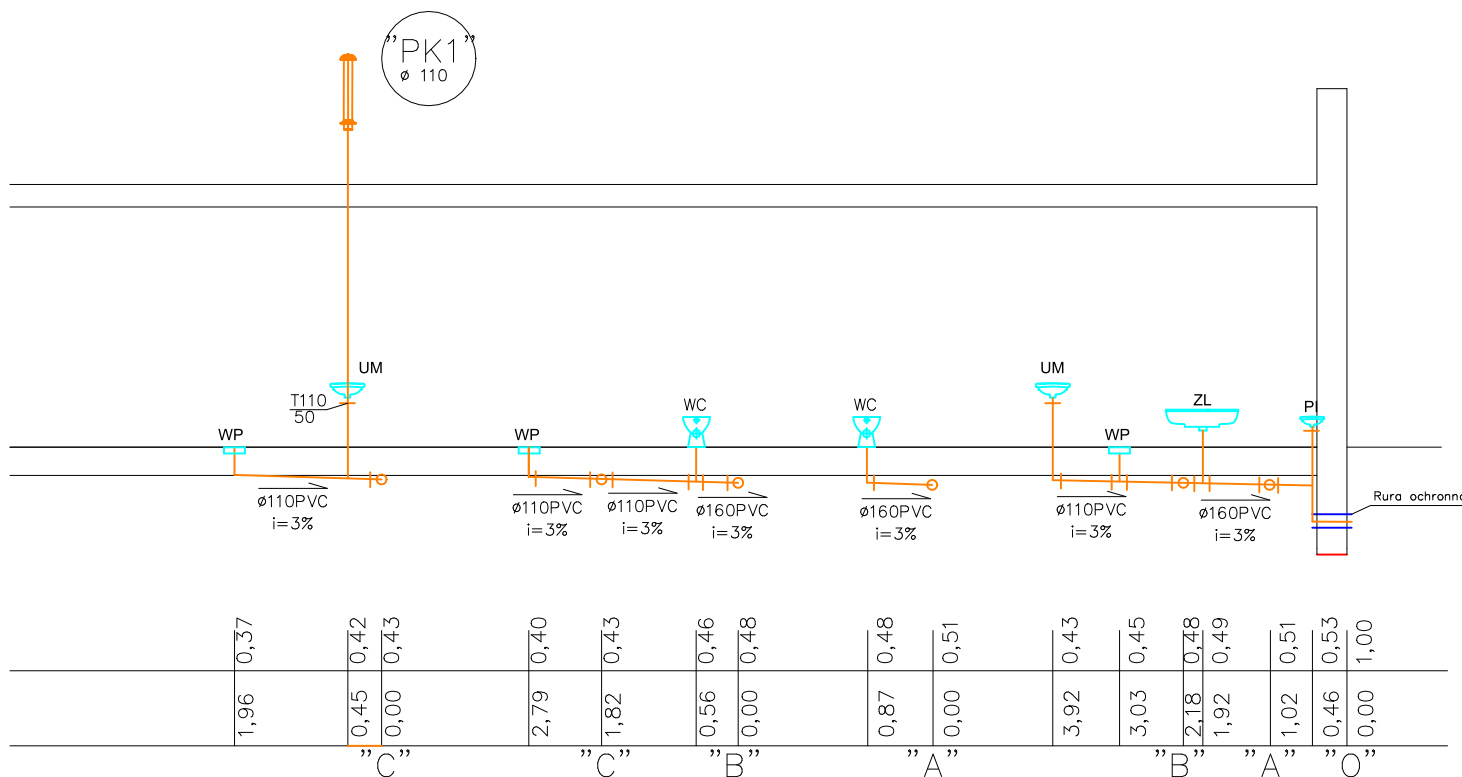 "PK1"
ø 110
UM
T110
50
WP
WP
WC
WC
UM
WP
ZL
PI
ø110PVC
i=3%
ø110PVC
i=3%
ø110PVC
i=3%
ø160PVC
i=3%
ø160PVC
i=3%
ø110PVC
i=3%
ø160PVC
i=3%
Rura ochronna
0,37 0,42 0,43 0,40 0,43 0,46 0,48 0,48 0,51 0,43 0,45 0,48 0,49 0,51 0,53 1,00
1,96 0,45 0,00 2,79 1,82 0,56 0,00 0,87 0,00 3,92 3,03 2,18 1,92 1,02 0,46 0,00
"C" "C" "B" "A" "B" "A" "O"